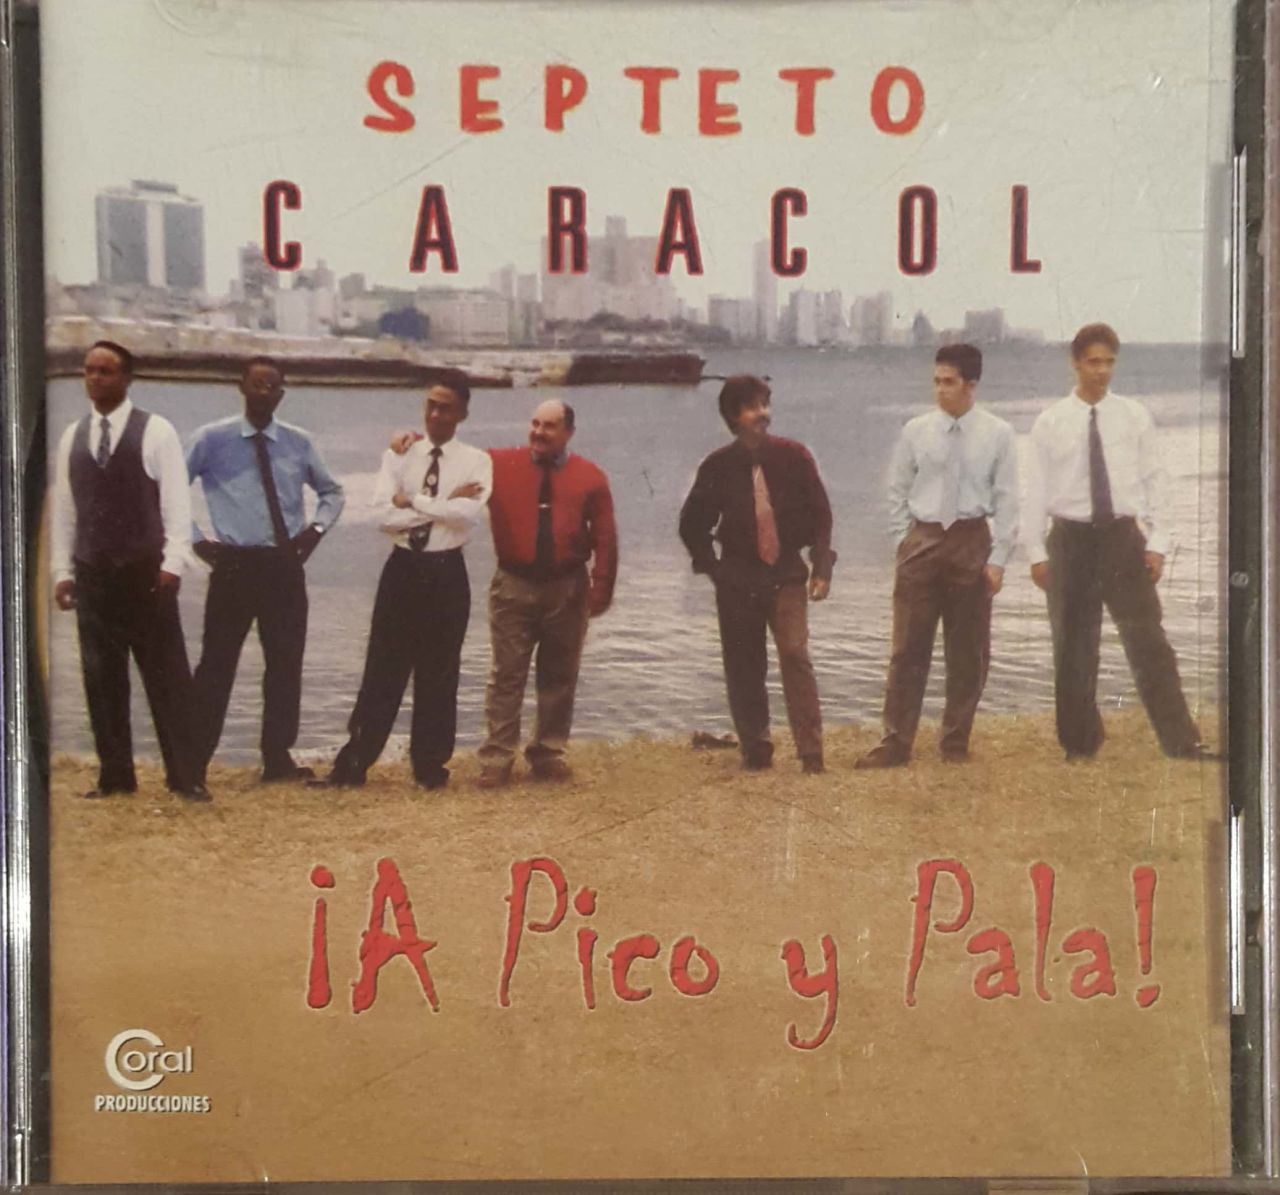 SEPTETO
CARACOL
¡A Pico y Pala!
Coral
PRODUCCIONES